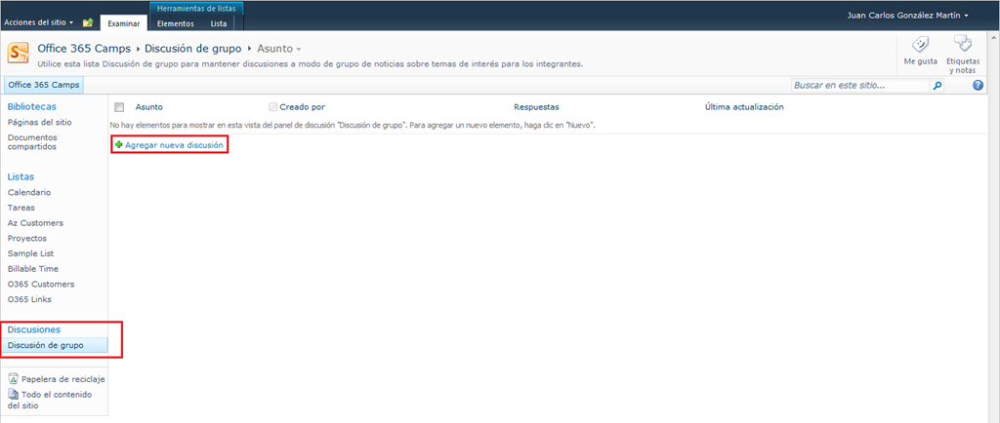 Herramientas de listas
Acciones del sitio
Examinar
Elementos
Lista
Juan Carlos González Martín
Office 365 Camps
Discusión de grupo
Asunto
Utilice esta lista Discusión de grupo para mantener discusiones a modo de grupo de noticias sobre temas de interés para los integrantes.
Me gusta
Etiquetas
y notas
Office 365 Camps
Buscar en este sitio...
Bibliotecas
Páginas del sitio
Documentos
compartidos
Listas
Calendario
Tareas
Az Customers
Proyectos
Sample List
Billable Time
O365 Customers
O365 Links
Discusiones
Discusión de grupo
Papelera de reciclaje
Todo el contenido
del sitio
Asunto
Creado por
Respuestas
Última actualización
No hay elementos para mostrar en esta vista del panel de discusión "Discusión de grupo". Para agregar un nuevo elemento, haga clic en "Nuevo".
Agregar nueva discusión